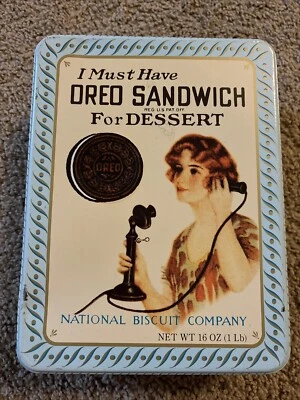 I Must Have
OREO SANDWICH
REG. U.S. PAT. OFF.
For DESSERT
OREO
NATIONAL BISCUIT COMPANY
NET WT 16 OZ (1 Lb)